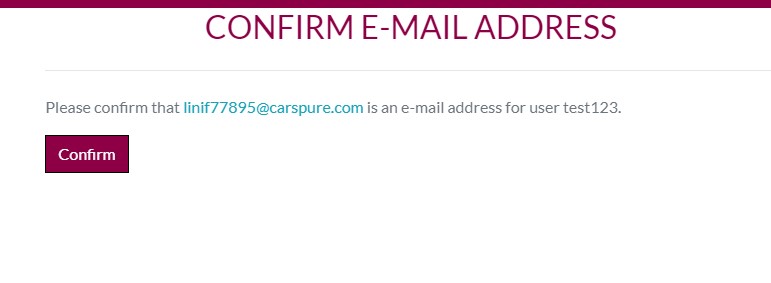 CONFIRM E-MAIL ADDRESS
Please confirm that linif77895@carspure.com is an e-mail address for user test123.
Confirm